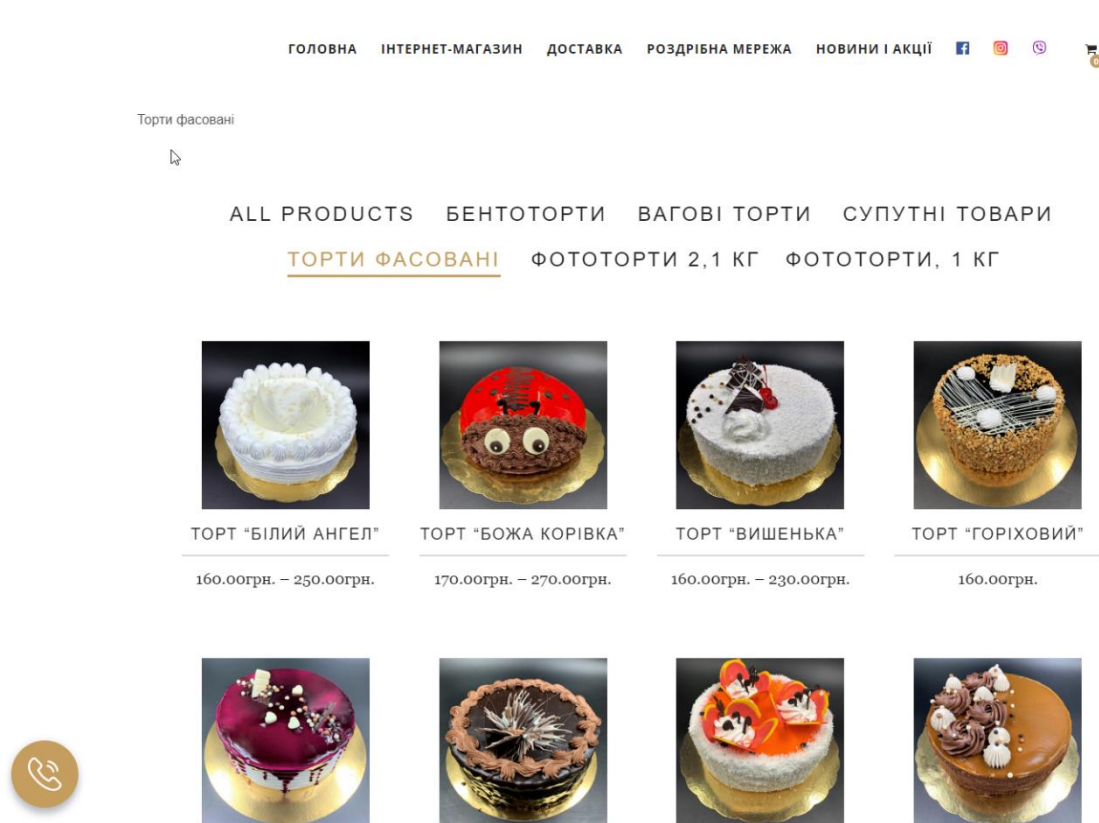 ГОЛОВНА ІНТЕРНЕТ-МАГАЗИН ДОСТАВКА РОЗДРІБНА МЕРЕЖА НОВИНИ І АКЦІЇ
0
Торти фасовані
ALL PRODUCTS БЕНТОТОРТИ ВАГОВІ ТОРТИ СУПУТНІ ТОВАРИ
ТОРТИ ФАСОВАНІ ФОТОТОРТИ 2,1 КГ ФОТОТОРТИ, 1 КГ
ТОРТ “БІЛИЙ АНГЕЛ” ТОРТ “БОЖА КОРІВКА” ТОРТ “ВИШЕНЬКА” ТОРТ “ГОРІХОВИЙ”
160.00грн. – 250.00грн. 170.00грн. – 270.00грн. 160.00грн. – 230.00грн. 160.00грн.